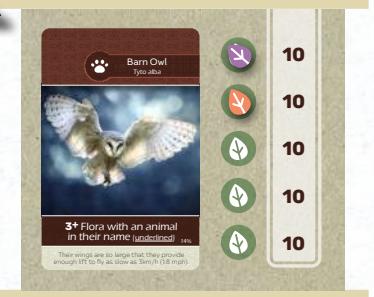 Barn Owl
Tyto alba
3+ Flora with an animal
in their name (underlined) 14%
Their wings are so large that they provide
enough lift to fly as slow as 3km/h (1.8 mph).
10
10
10
10
10